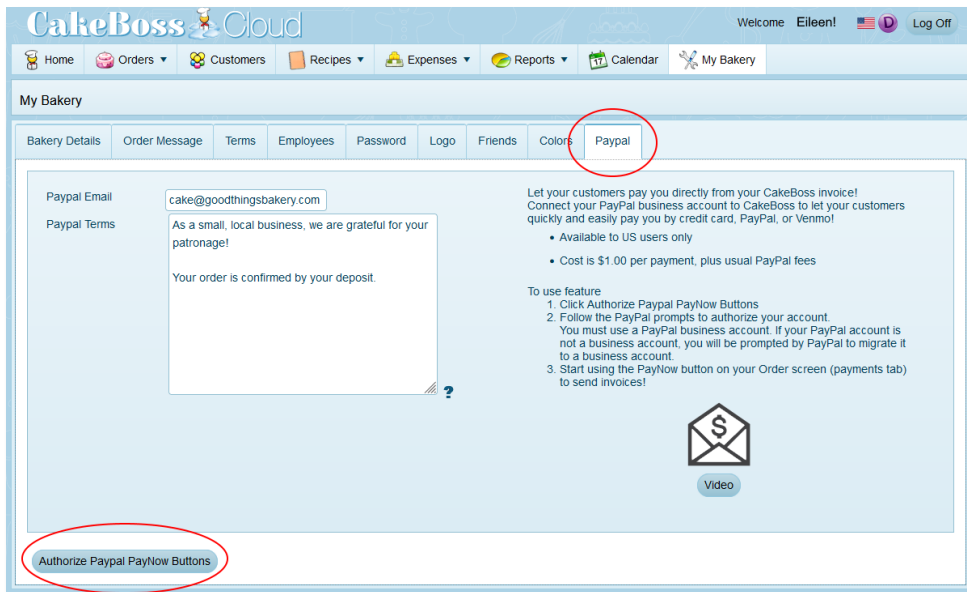 CakeBoss Cloud
Welcome Eileen! D Log Off
Home Orders ▼ Customers Recipes ▼ Expenses ▼ Reports ▼ 17 Calendar My Bakery
My Bakery
Bakery Details Order Message Terms Employees Password Logo Friends Colors Paypal
Paypal Email cake@goodthingsbakery.com
Paypal Terms As a small, local business, we are grateful for your
patronage!
Your order is confirmed by your deposit.
?
Let your customers pay you directly from your CakeBoss invoice!
Connect your PayPal business account to CakeBoss to let your customers
quickly and easily pay you by credit card, PayPal, or Venmo!
• Available to US users only
• Cost is $1.00 per payment, plus usual PayPal fees
To use feature
1. Click Authorize Paypal PayNow Buttons
2. Follow the PayPal prompts to authorize your account.
You must use a PayPal business account. If your PayPal account is
not a business account, you will be prompted by PayPal to migrate it
to a business account.
3. Start using the PayNow button on your Order screen (payments tab)
to send invoices!
$
Video
Authorize Paypal PayNow Buttons